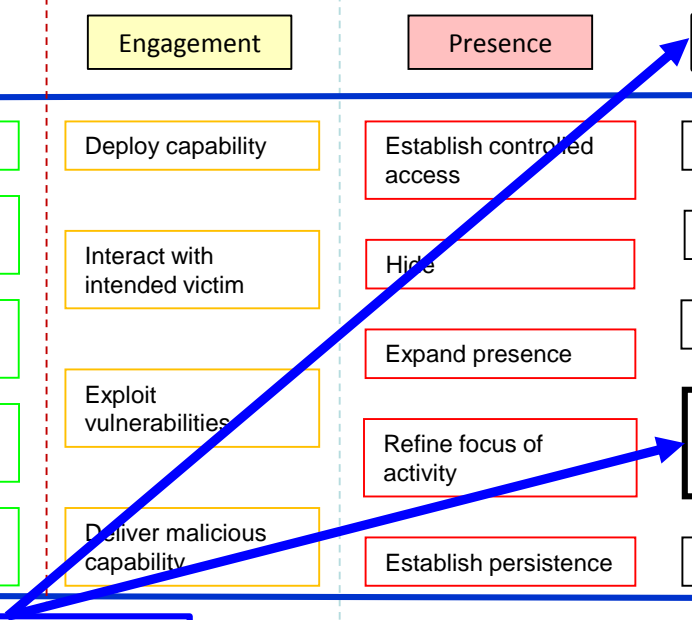 Engagement
Presence
Deploy capability
Interact with
intended victim
Exploit
vulnerabilities
Deliver malicious
capability
Establish controlled
access
Hide
Expand presence
Refine focus of
activity
Establish persistence